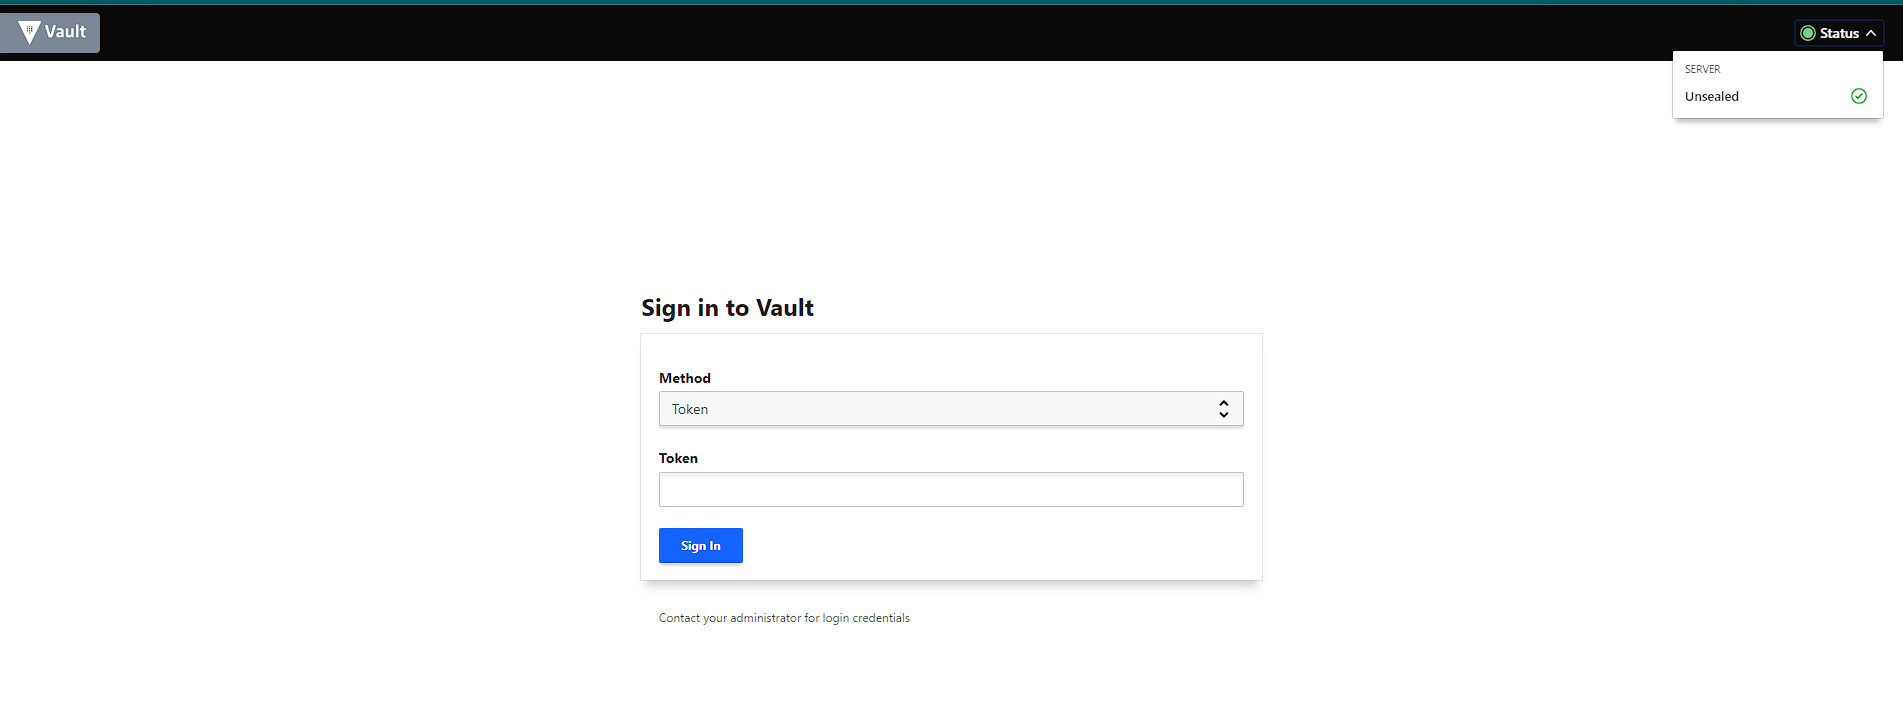 Vault
Status
SERVER
Unsealed
Sign in to Vault
Method
Token
Token
Sign In
Contact your administrator for login credentials